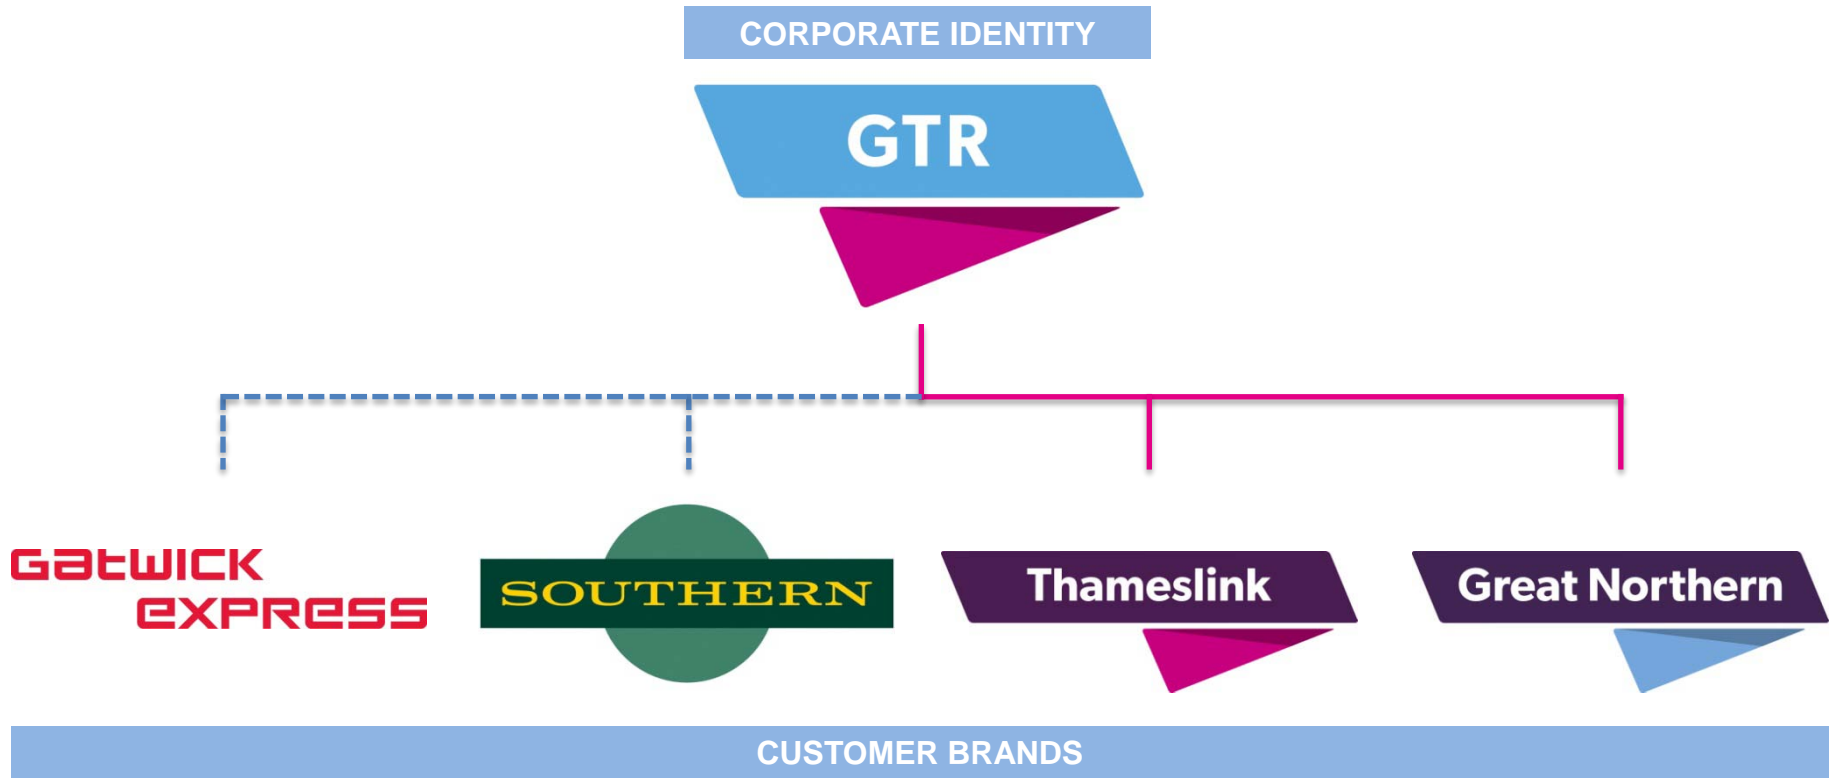 CORPORATE IDENTITY
GTR
GatWICK
exPRess
SOUTHERN
Thameslink
Great Northern
CUSTOMER BRANDS